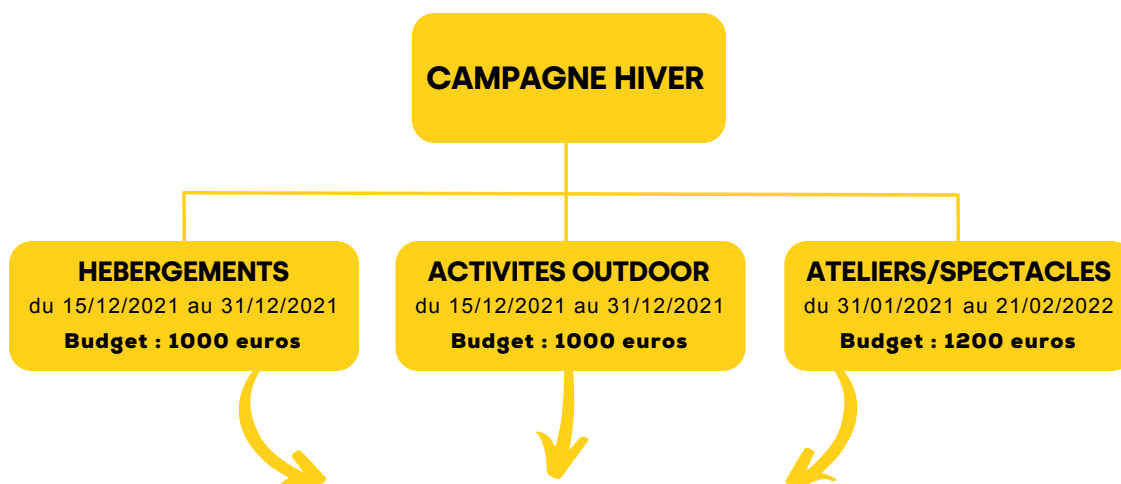 CAMPAGNE HIVER
HEBERGEMENTS
du 15/12/2021 au 31/12/2021
Budget : 1000 euros
ACTIVITES OUTDOOR
du 15/12/2021 au 31/12/2021
Budget : 1000 euros
ATELIERS/SPECTACLES
du 31/01/2021 au 21/02/2022
Budget : 1200 euros